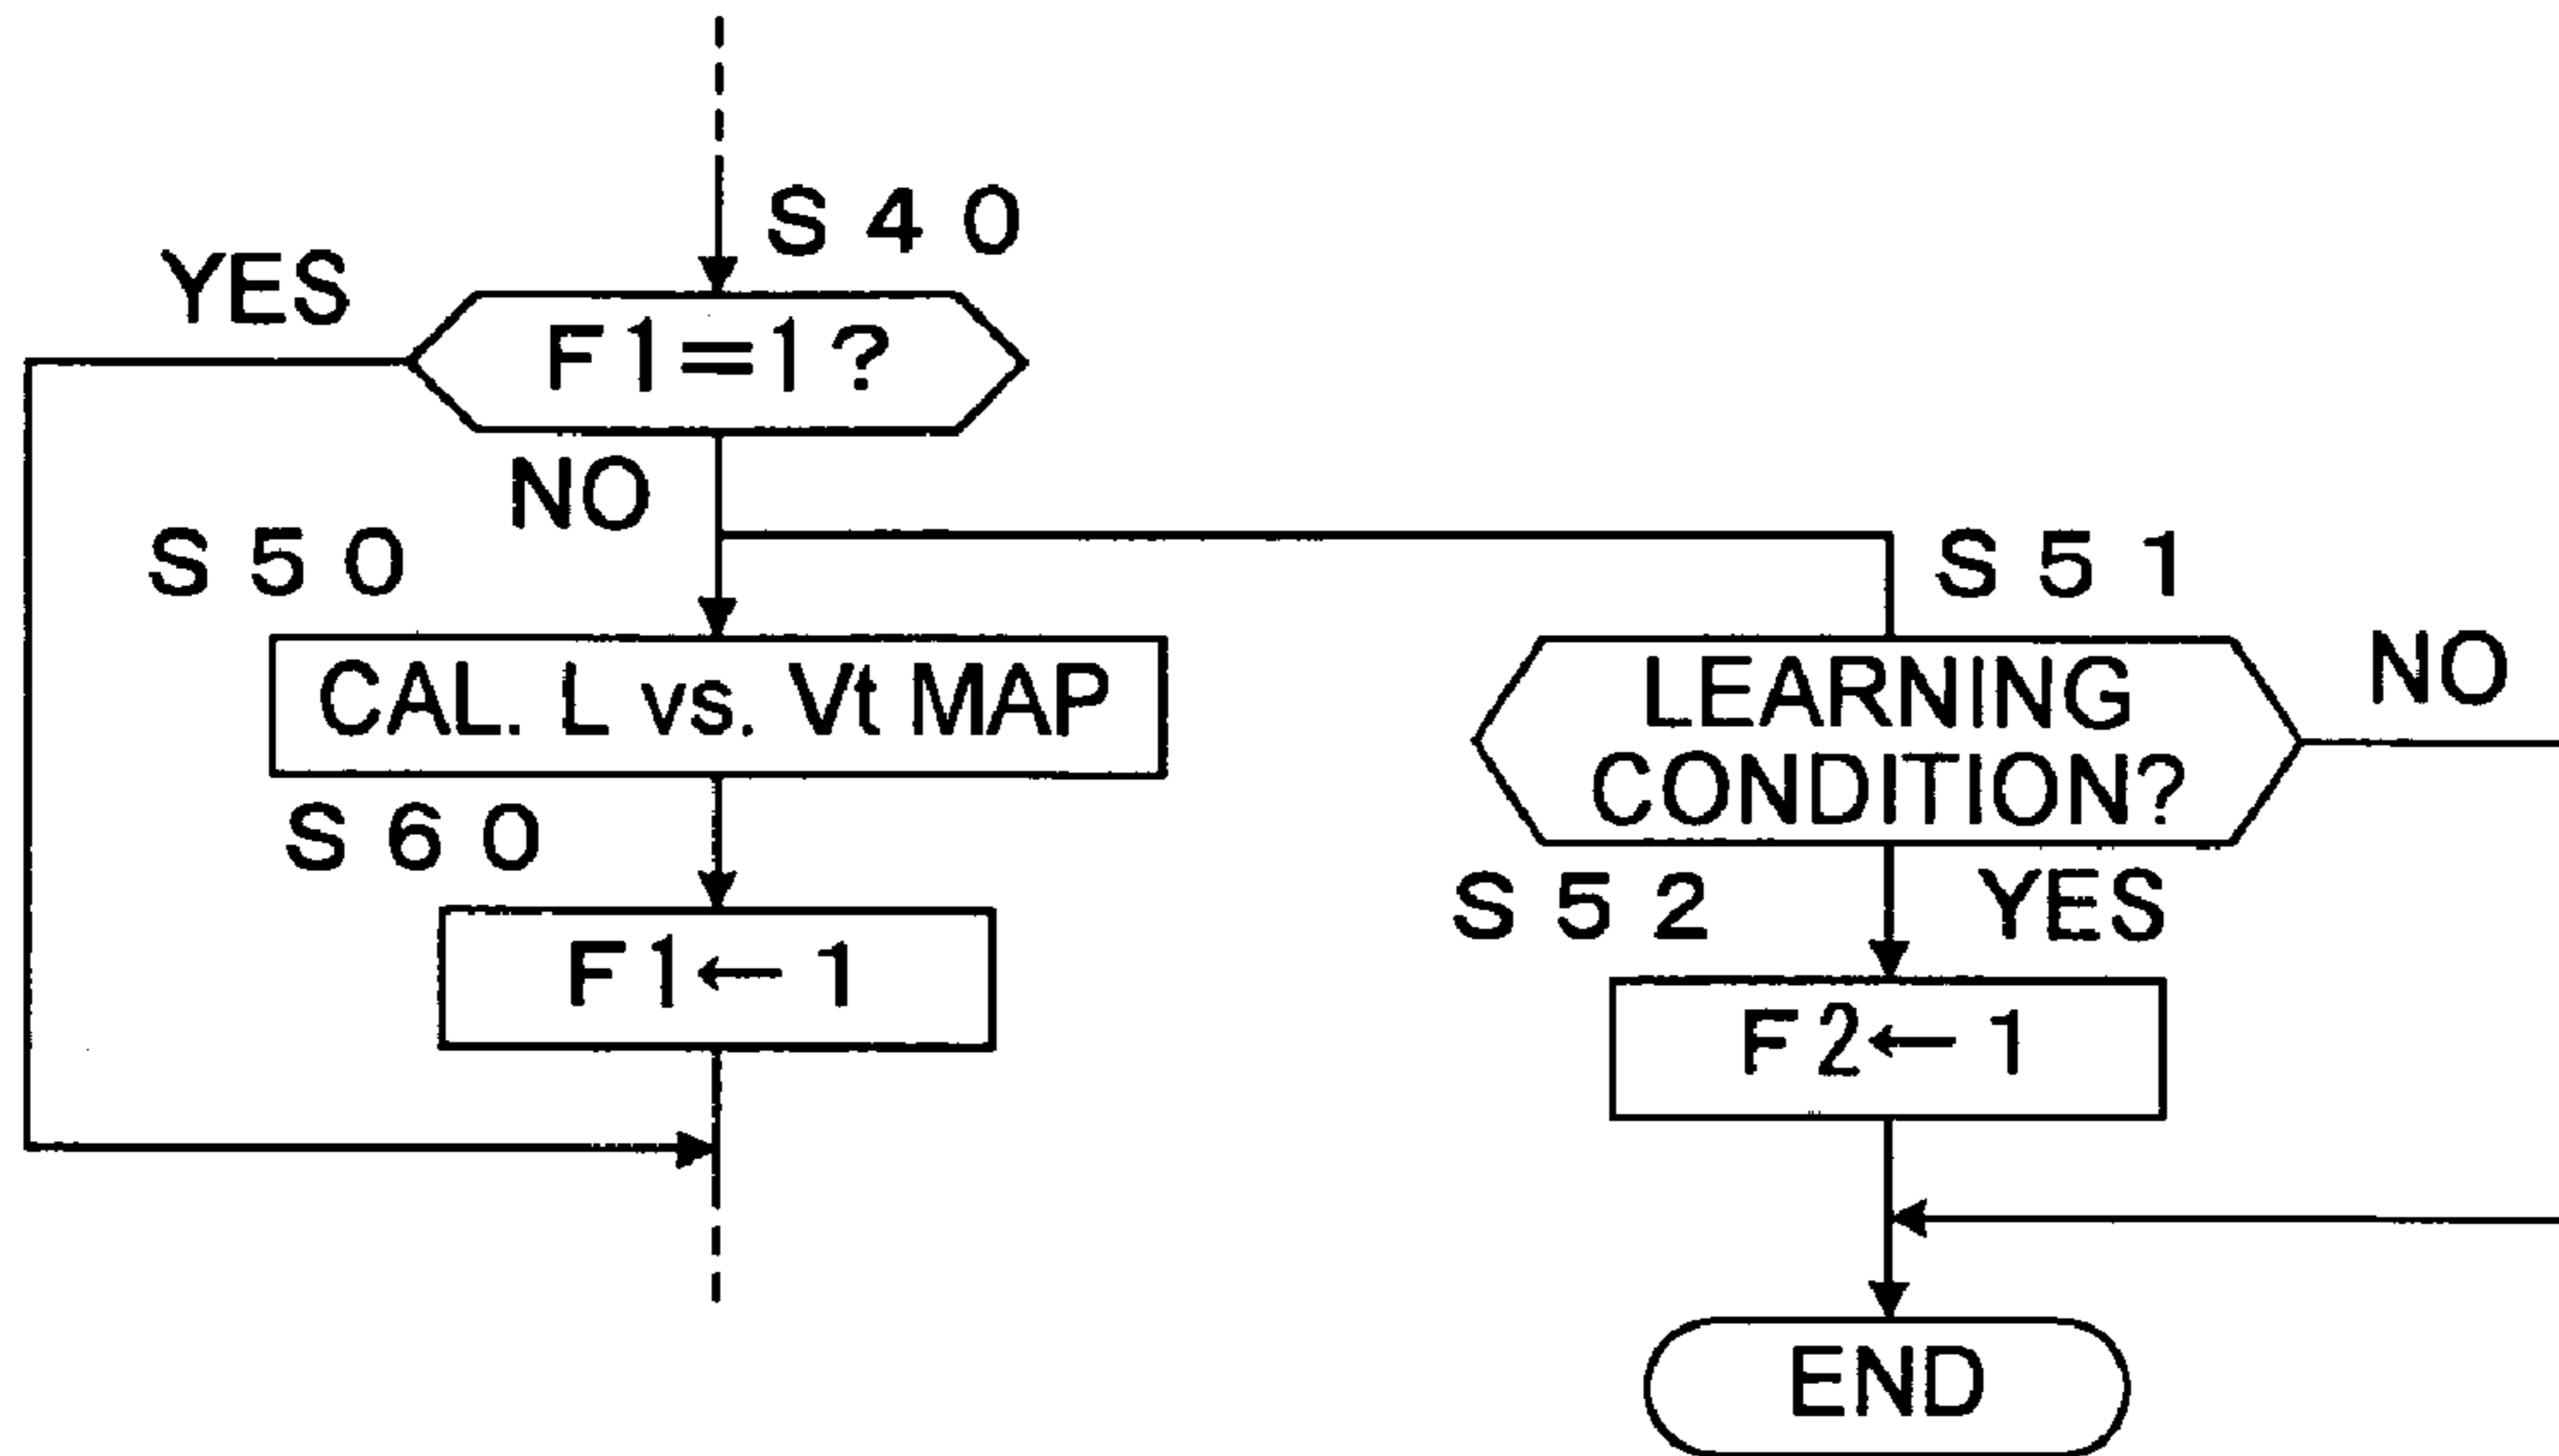 S40
YES
F1=1?
NO
S50
CAL. L vs. Vt MAP
S60
F1←1
S51
LEARNING
CONDITION?
NO
S52
YES
F2←1
END